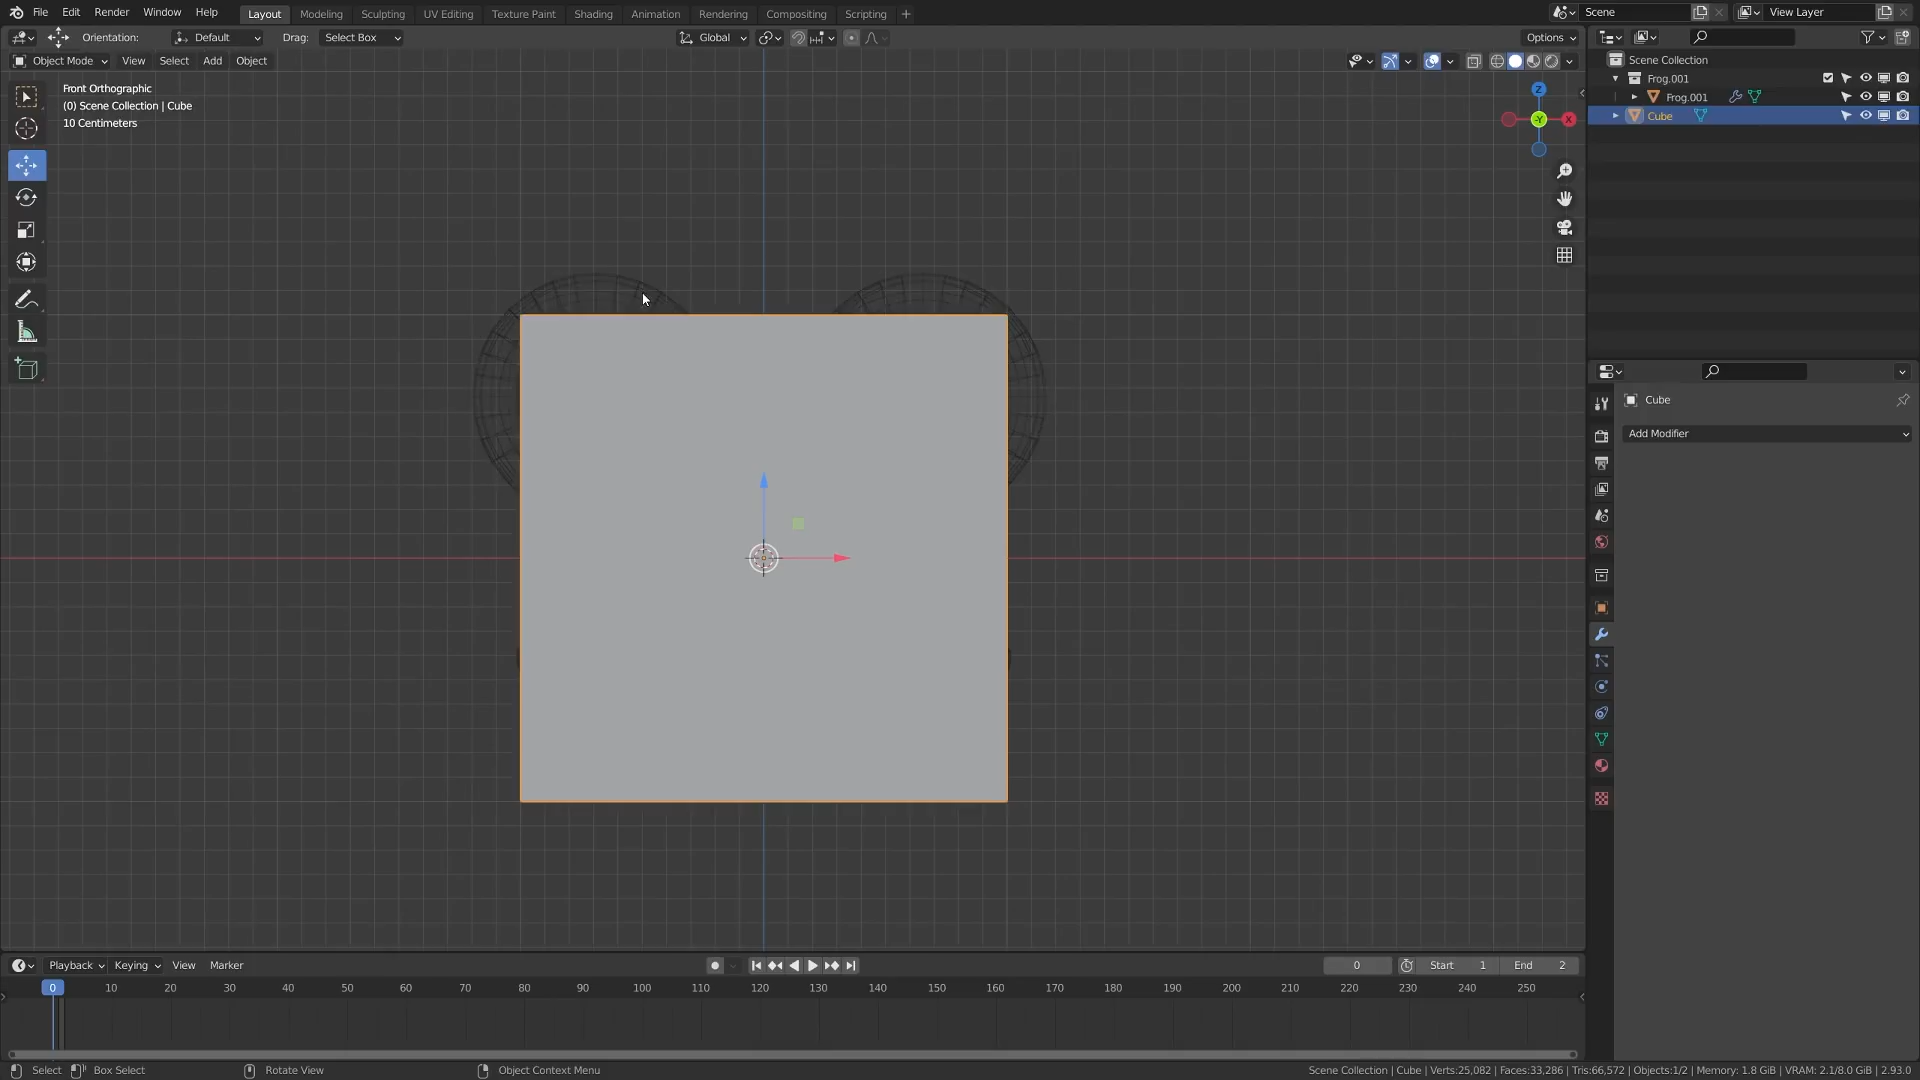 File Edit Render Window Help Layout Modeling Sculpting UV Editing Texture Paint Shading Animation Rendering Compositing Scripting + Scene View Layer
Orientation: Default Drag: Select Box Global Options
Object Mode View Select Add Object
Front Orthographic
(0) Scene Collection | Cube
10 Centimeters
Z
-Y X
Scene Collection
Frog.001
Frog.001
Cube
Cube
Add Modifier
Playback Keying View Marker 0 Start 1 End 2
0 10 20 30 40 50 60 70 80 90 100 110 120 130 140 150 160 170 180 190 200 210 220 230 240 250
Select Box Select Rotate View Object Context Menu Scene Collection | Cube | Verts:25,082 | Faces:33,286 | Tris:66,572 | Objects:1/2 | Memory: 1.8 GiB | VRAM: 2.1/8.0 GiB | 2.93.0